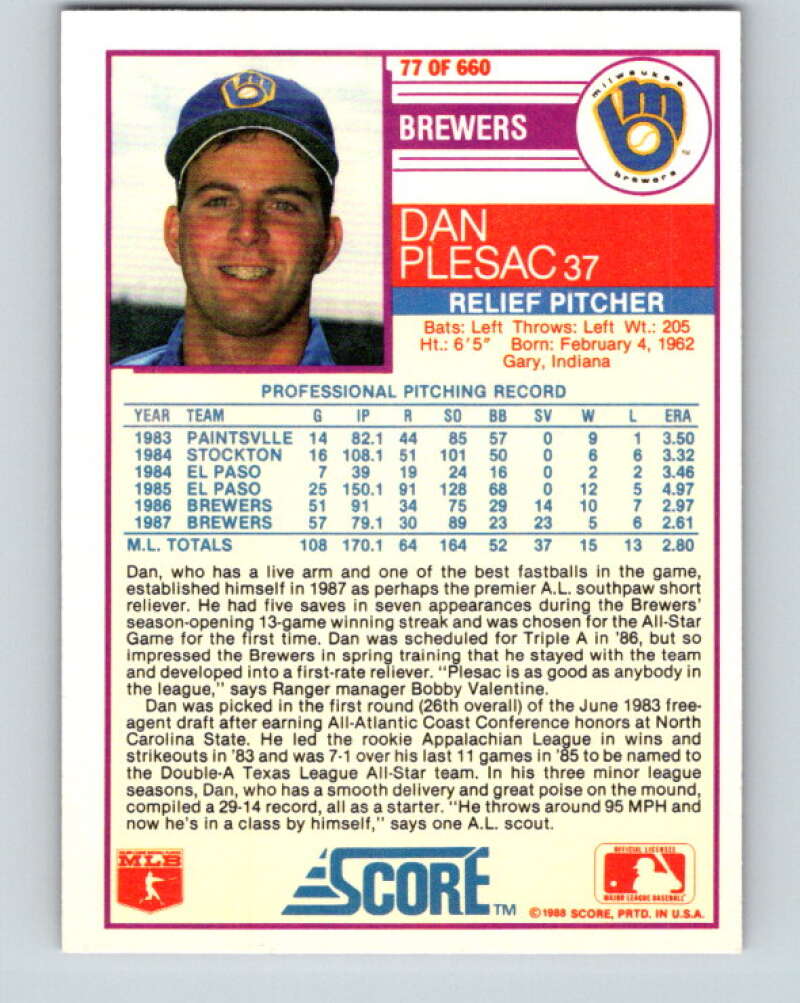 77 OF 660
milwaukee
BREWERS
brewers
TM
DAN
PLESAC 37
RELIEF PITCHER
Bats: Left Throws: Left Wt.: 205
Ht.: 6'5" Born: February 4, 1962
Gary, Indiana
PROFESSIONAL PITCHING RECORD
YEAR TEAM G IP R SO BB SV W L ERA
1983 PAINTSVLLE 14 82.1 44 85 57 0 9 1 3.50
1984 STOCKTON 16 108.1 51 101 50 0 6 6 3.32
1984 EL PASO 7 39 19 24 16 0 2 2 3.46
1985 EL PASO 25 150.1 91 128 68 0 12 5 4.97
1986 BREWERS 51 91 34 75 29 14 10 7 2.97
1987 BREWERS 57 79.1 30 89 23 23 5 6 2.61
M.L. TOTALS 108 170.1 64 164 52 37 15 13 2.80
Dan, who has a live arm and one of the best fastballs in the game,
established himself in 1987 as perhaps the premier A.L. southpaw short
reliever. He had five saves in seven appearances during the Brewers'
season-opening 13-game winning streak and was chosen for the All-Star
Game for the first time. Dan was scheduled for Triple A in '86, but so
impressed the Brewers in spring training that he stayed with the team
and developed into a first-rate reliever. "Plesac is as good as anybody in
the league," says Ranger manager Bobby Valentine.
Dan was picked in the first round (26th overall) of the June 1983 free-
agent draft after earning All-Atlantic Coast Conference honors at North
Carolina State. He led the rookie Appalachian League in wins and
strikeouts in '83 and was 7-1 over his last 11 games in '85 to be named to
the Double-A Texas League All-Star team. In his three minor league
seasons, Dan, who has a smooth delivery and great poise on the mound,
compiled a 29-14 record, all as a starter. "He throws around 95 MPH and
now he's in a class by himself," says one A.L. scout.
MLB
SCORE TM
OFFICIAL LICENSEE
MAJOR LEAGUE BASEBALL
©1988 SCORE, PRTD. IN U.S.A.